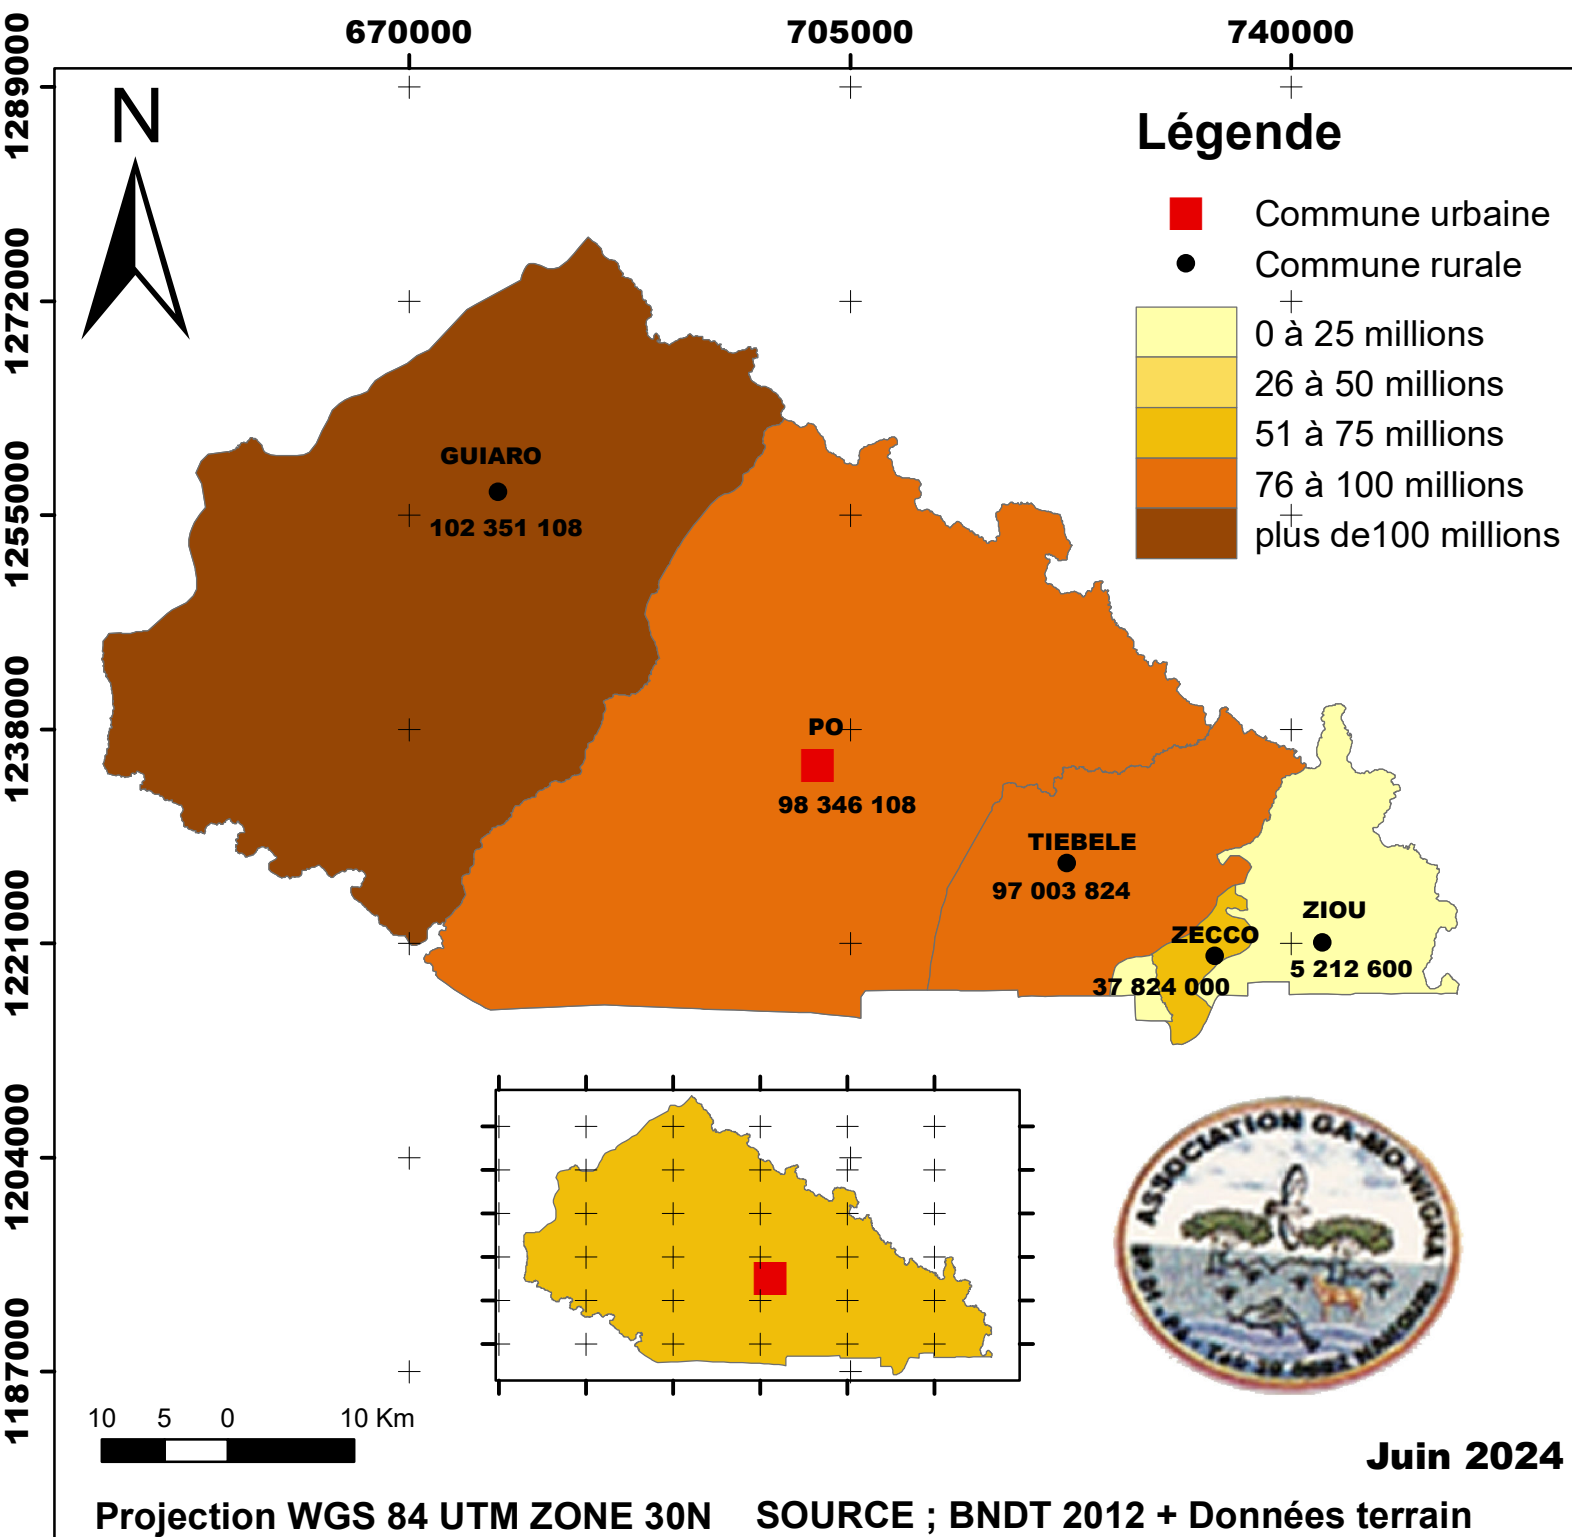 670000 705000 740000
1289000
1272000
1255000
1238000
1221000
1204000
1187000
N
Légende
Commune urbaine
Commune rurale
0 à 25 millions
26 à 50 millions
51 à 75 millions
76 à 100 millions
plus de100 millions
GUIARO
102 351 108
PO
98 346 108
TIEBELE
97 003 824
ZIOU
5 212 600
ZECCO
37 824 000
ASSOCIATION GA-MO-WIGNA
10 5 0 10 Km
Juin 2024
Projection WGS 84 UTM ZONE 30N SOURCE ; BNDT 2012 + Données terrain